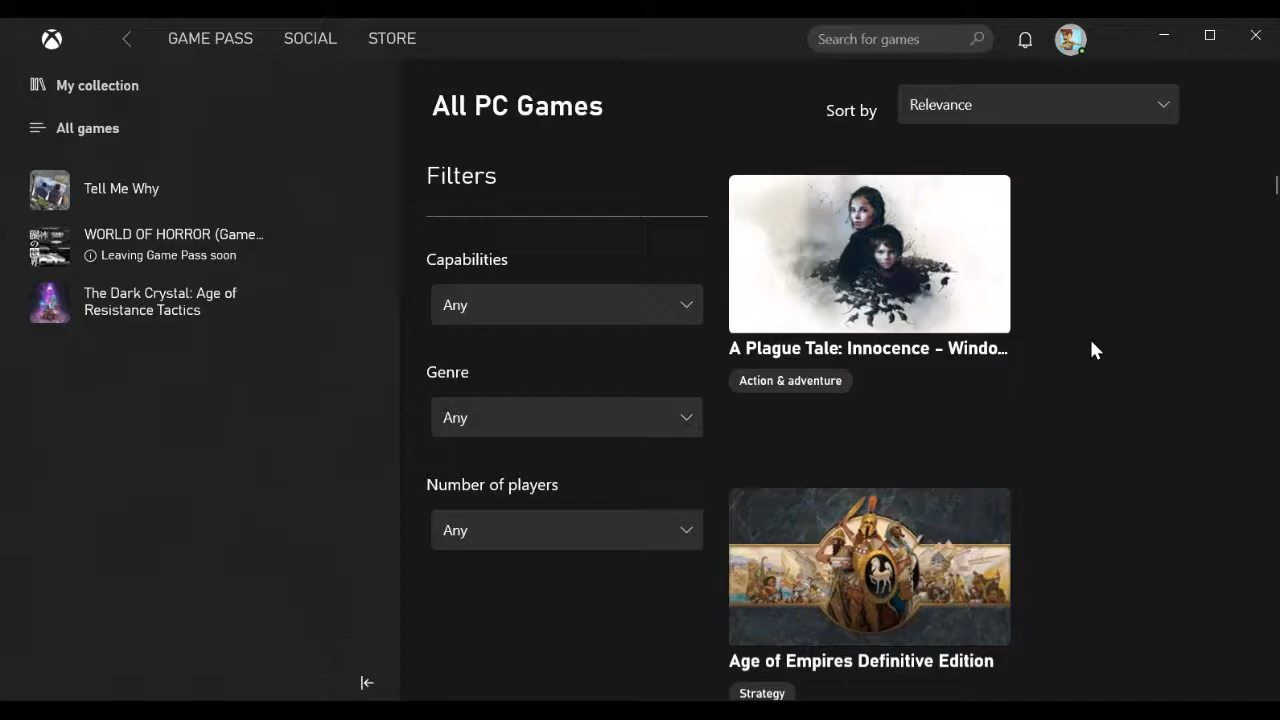 GAME PASS SOCIAL STORE Search for games
My collection
All games
Tell Me Why
WORLD OF HORROR (Game...
Leaving Game Pass soon
The Dark Crystal: Age of
Resistance Tactics
All PC Games
Sort by Relevance
Filters
Capabilities
Any
Genre
Any
Number of players
Any
A Plague Tale: Innocence - Windo...
Action & adventure
Age of Empires Definitive Edition
Strategy